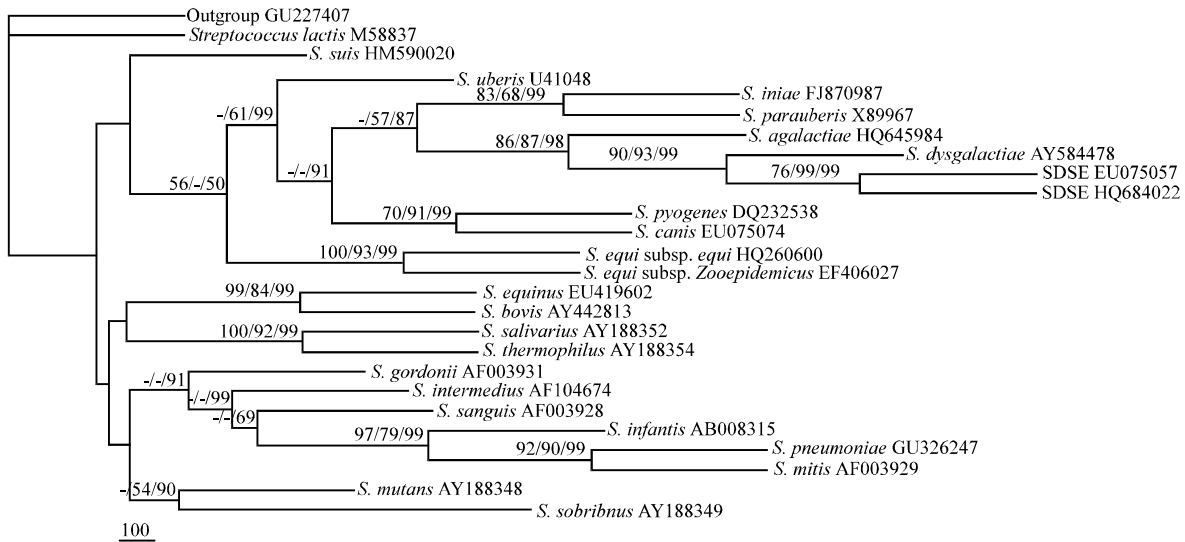 Outgroup GU227407
Streptococcus lactis M58837
S. suis HM590020
S. uberis U41048
83/68/99
S. iniae FJ870987
-/61/99
-/57/87
S. parauberis X89967
S. agalactiae HQ645984
86/87/98
90/93/99
S. dysgalactiae AY584478
-/-/91
76/99/99
SDSE EU075057
56/-/50
SDSE HQ684022
70/91/99
S. pyogenes DQ232538
S. canis EU075074
100/93/99
S. equi subsp. equi HQ260600
S. equi subsp. Zooepidemicus EF406027
99/84/99
S. equinus EU419602
S. bovis AY442813
100/92/99
S. salivarius AY188352
S. thermophilus AY188354
-/-/91
S. gordonii AF003931
-/-/99
S. intermedius AF104674
-/-/69
S. sanguis AF003928
97/79/99
S. infantis AB008315
92/90/99
S. pneumoniae GU326247
S. mitis AF003929
-/54/90
S. mutans AY188348
S. sobribnus AY188349
100